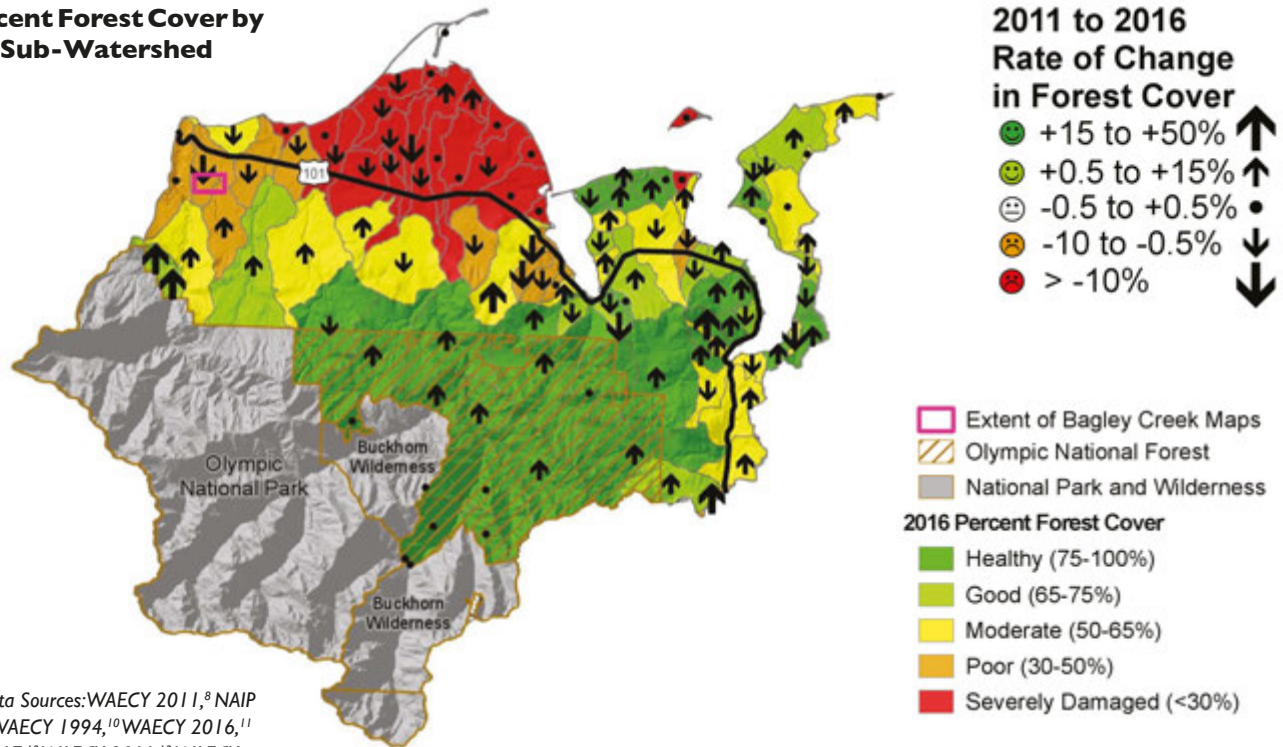 cent Forest Cover by
Sub-Watershed
2011 to 2016
Rate of Change
in Forest Cover
+15 to +50%
+0.5 to +15%
-0.5 to +0.5%
-10 to -0.5%
> -10%
101
Olympic
National Park
Buckhorn
Wilderness
Buckhorn
Wilderness
Extent of Bagley Creek Maps
Olympic National Forest
National Park and Wilderness
2016 Percent Forest Cover
Healthy (75-100%)
Good (65-75%)
Moderate (50-65%)
Poor (30-50%)
Severely Damaged (<30%)
ta Sources: WAECY 2011,⁸ NAIP
WAECY 1994,¹⁰ WAECY 2016,¹¹